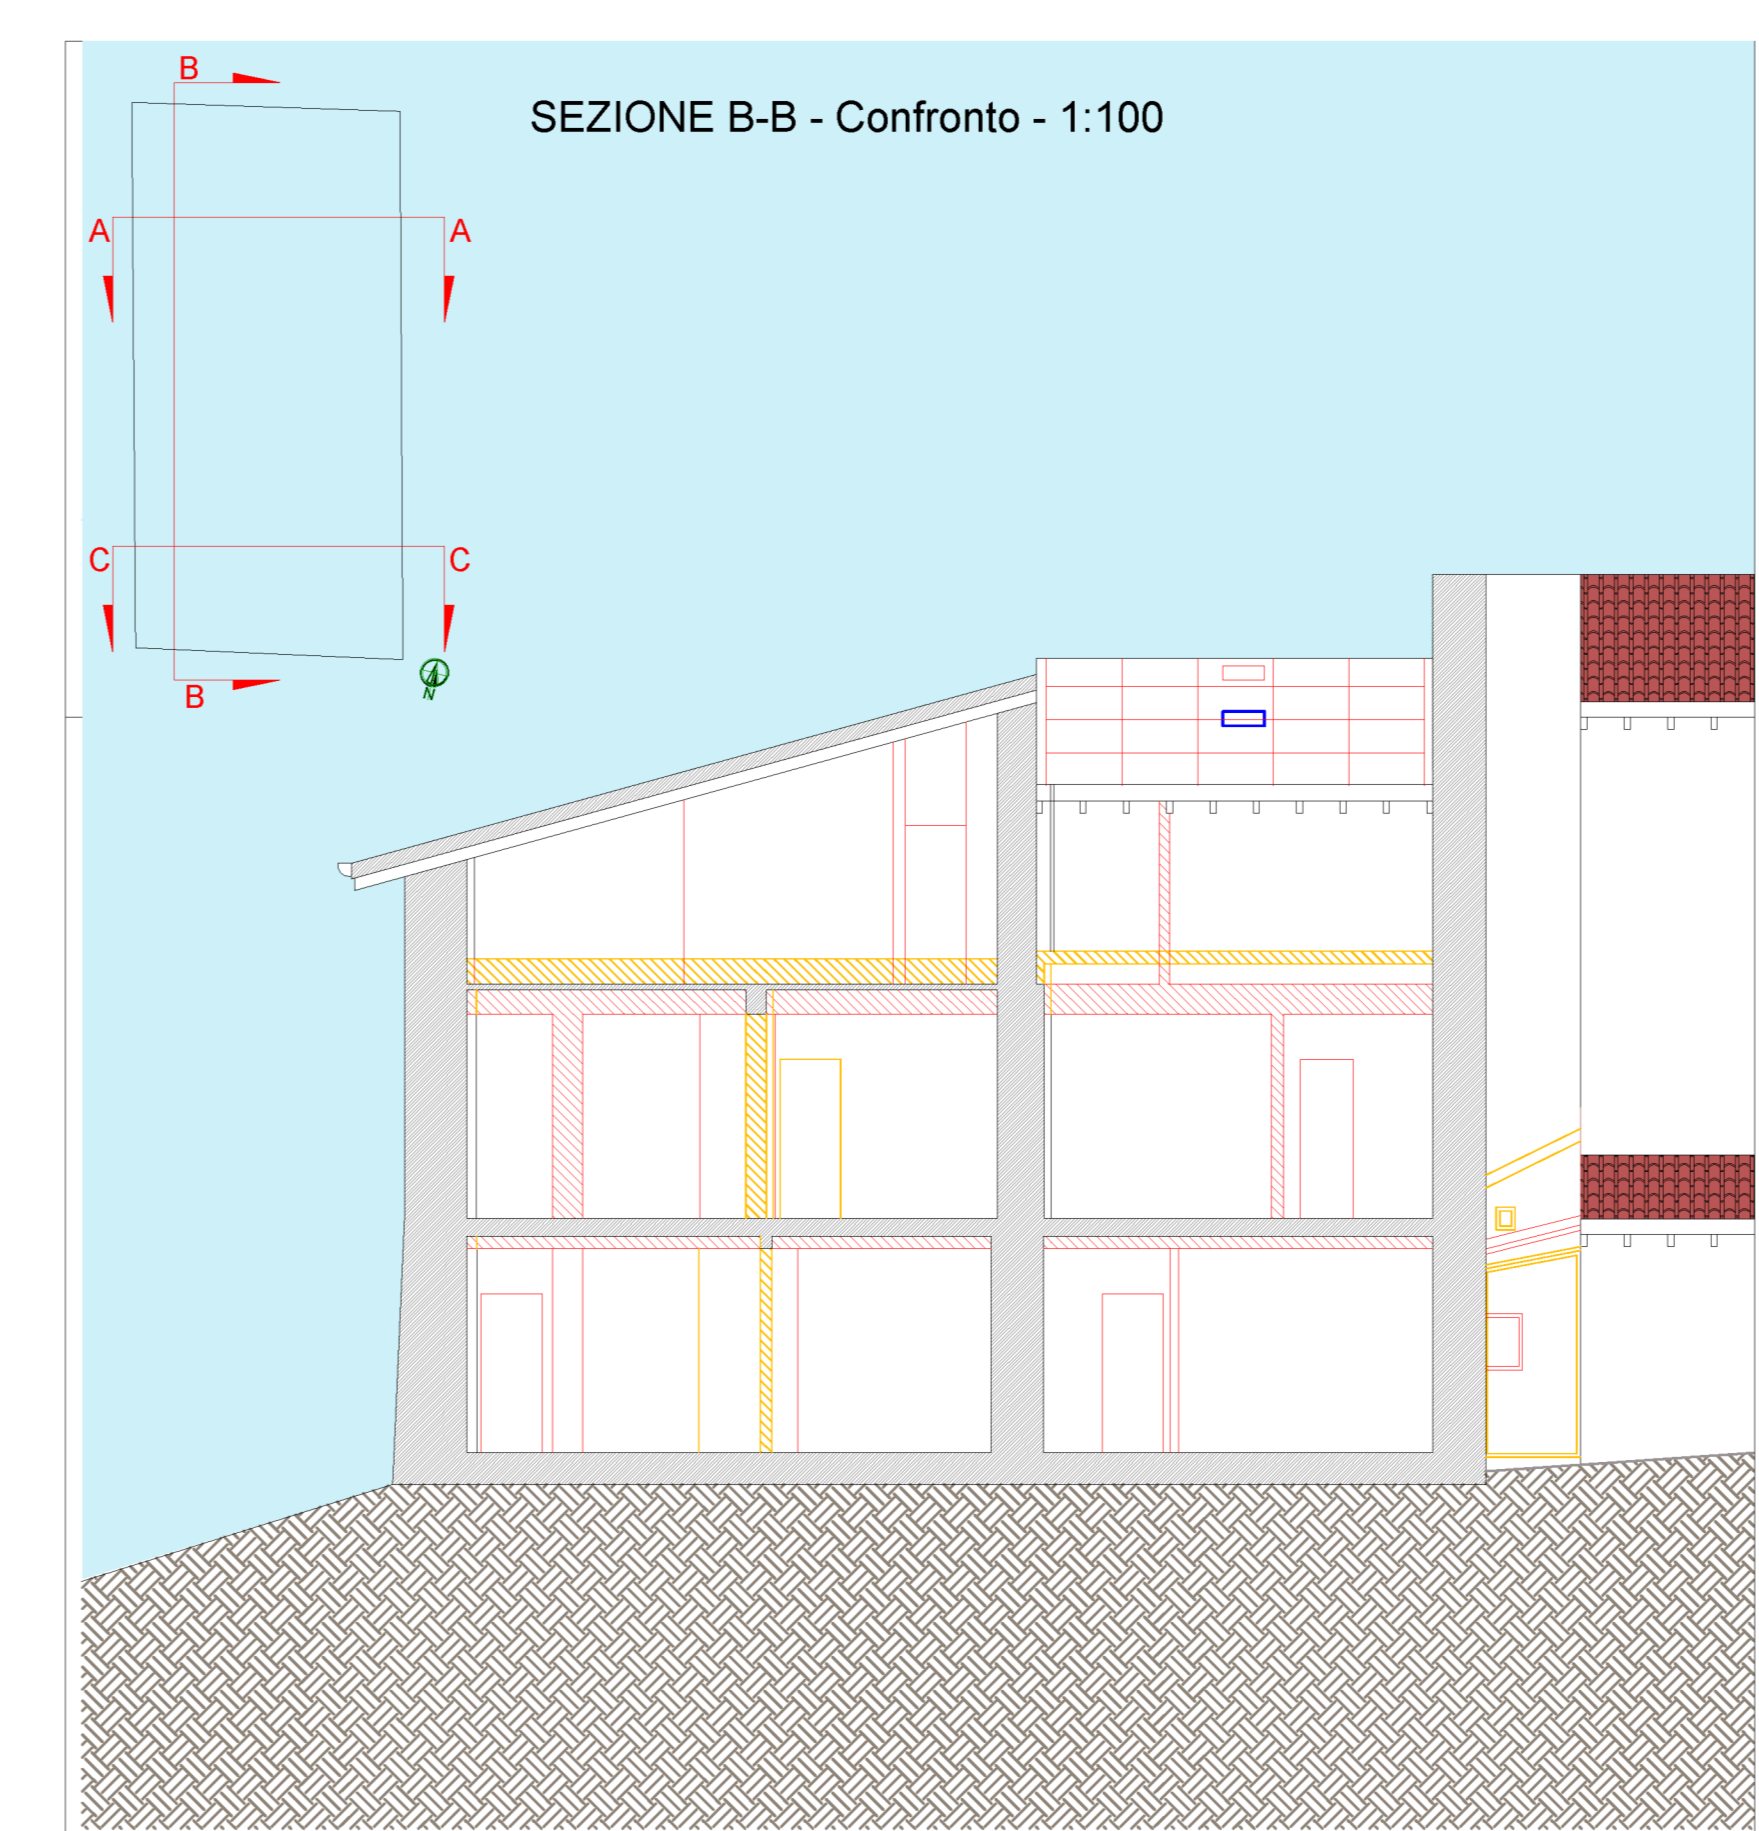 B
SEZIONE B-B - Confronto - 1:100
A A
C C
N
B